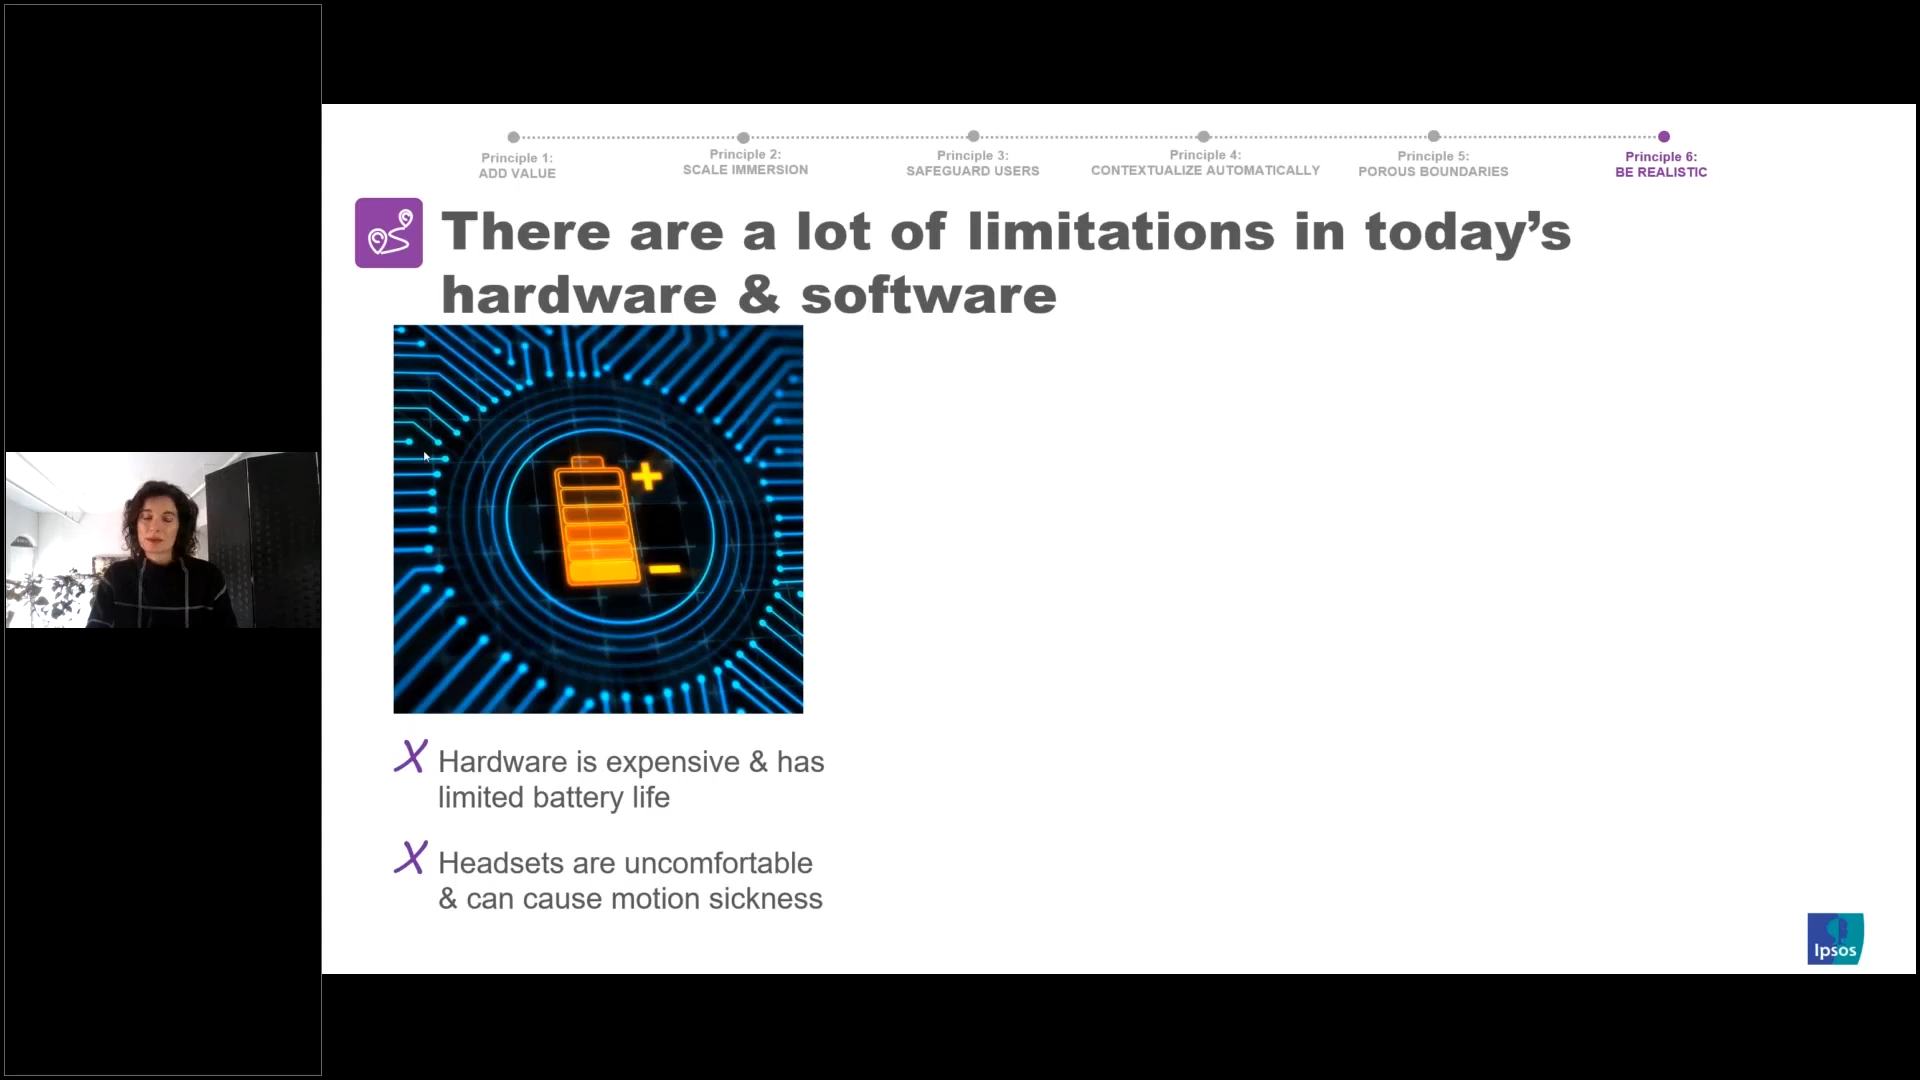 Principle 1:
ADD VALUE
Principle 2:
SCALE IMMERSION
Principle 3:
SAFEGUARD USERS
Principle 4:
CONTEXTUALIZE AUTOMATICALLY
Principle 5:
POROUS BOUNDARIES
Principle 6:
BE REALISTIC
There are a lot of limitations in today’s
hardware & software
X Hardware is expensive & has
limited battery life
X Headsets are uncomfortable
& can cause motion sickness
Ipsos